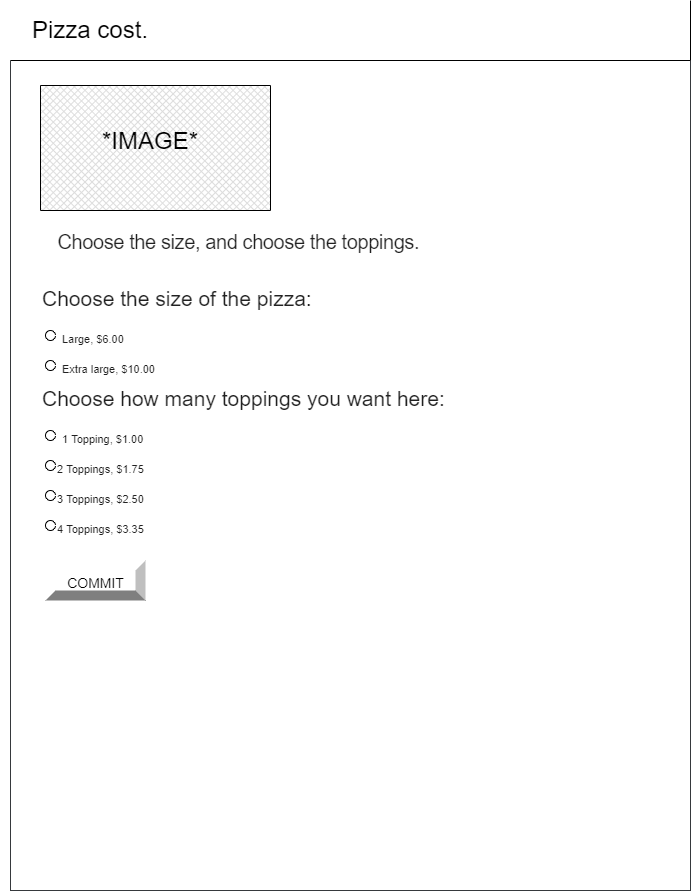 Pizza cost.
*IMAGE*
Choose the size, and choose the toppings.
Choose the size of the pizza:
Large, $6.00
Extra large, $10.00
Choose how many toppings you want here:
1 Topping, $1.00
2 Toppings, $1.75
3 Toppings, $2.50
4 Toppings, $3.35
COMMIT